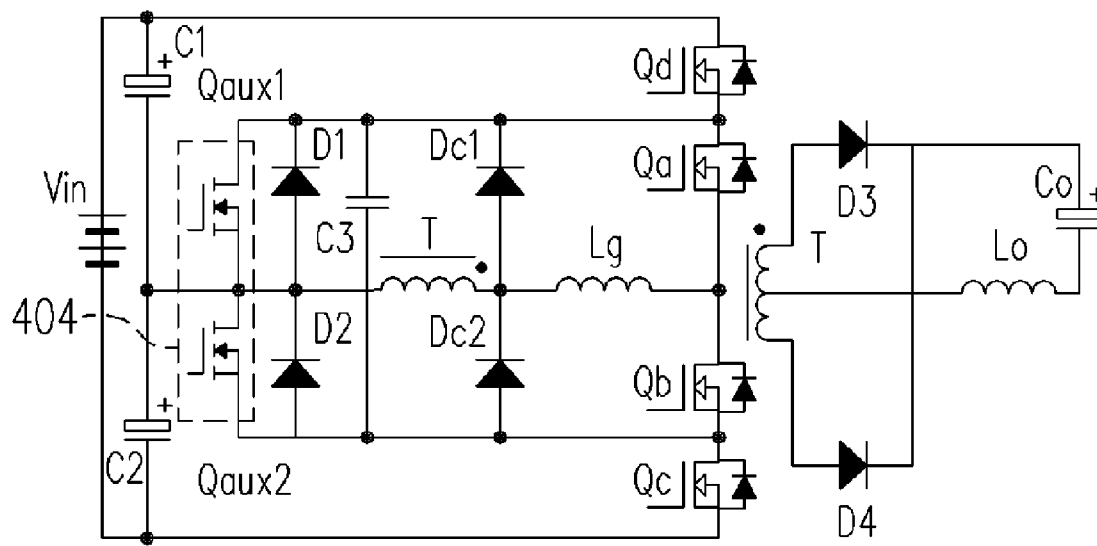 C1
+
Qaux1
Qd
D1
Dc1
Qa
Vin
C3
T
Lg
D3
Co
+
T
Lo
404
D2
Dc2
Qb
+
C2
Qaux2
Qc
D4